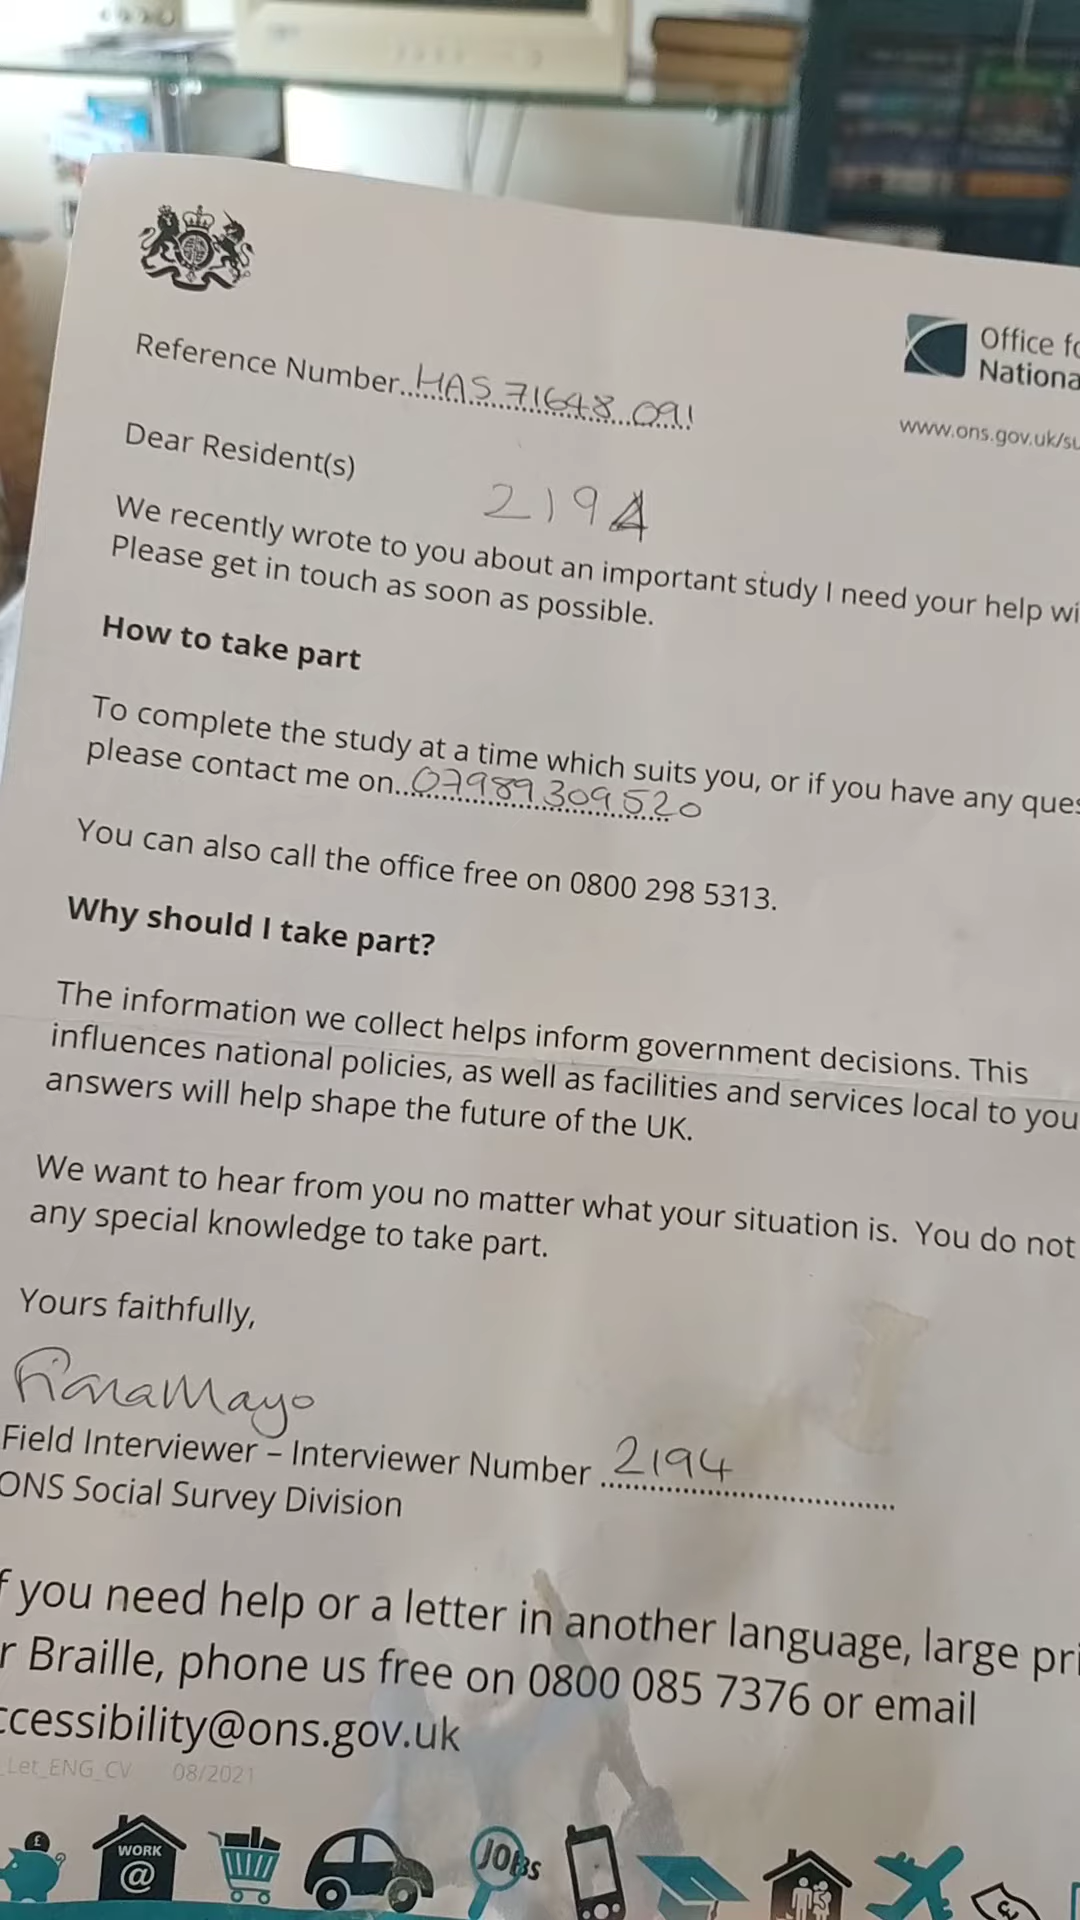 Office fo
Nationa
www.ons.gov.uk/su
Reference Number HAS 71648 091
Dear Resident(s)
2194
We recently wrote to you about an important study I need your help wi
Please get in touch as soon as possible.
How to take part
To complete the study at a time which suits you, or if you have any ques
please contact me on 07989 309520
You can also call the office free on 0800 298 5313.
Why should I take part?
The information we collect helps inform government decisions. This
influences national policies, as well as facilities and services local to you
answers will help shape the future of the UK.
We want to hear from you no matter what your situation is. You do not
any special knowledge to take part.
Yours faithfully,
Fiona Mayo
Field Interviewer – Interviewer Number 2194
ONS Social Survey Division
f you need help or a letter in another language, large pri
r Braille, phone us free on 0800 085 7376 or email
ccessibility@ons.gov.uk
_Let_ENG_CV 08/2021
£
WORK
@
JOBS
£